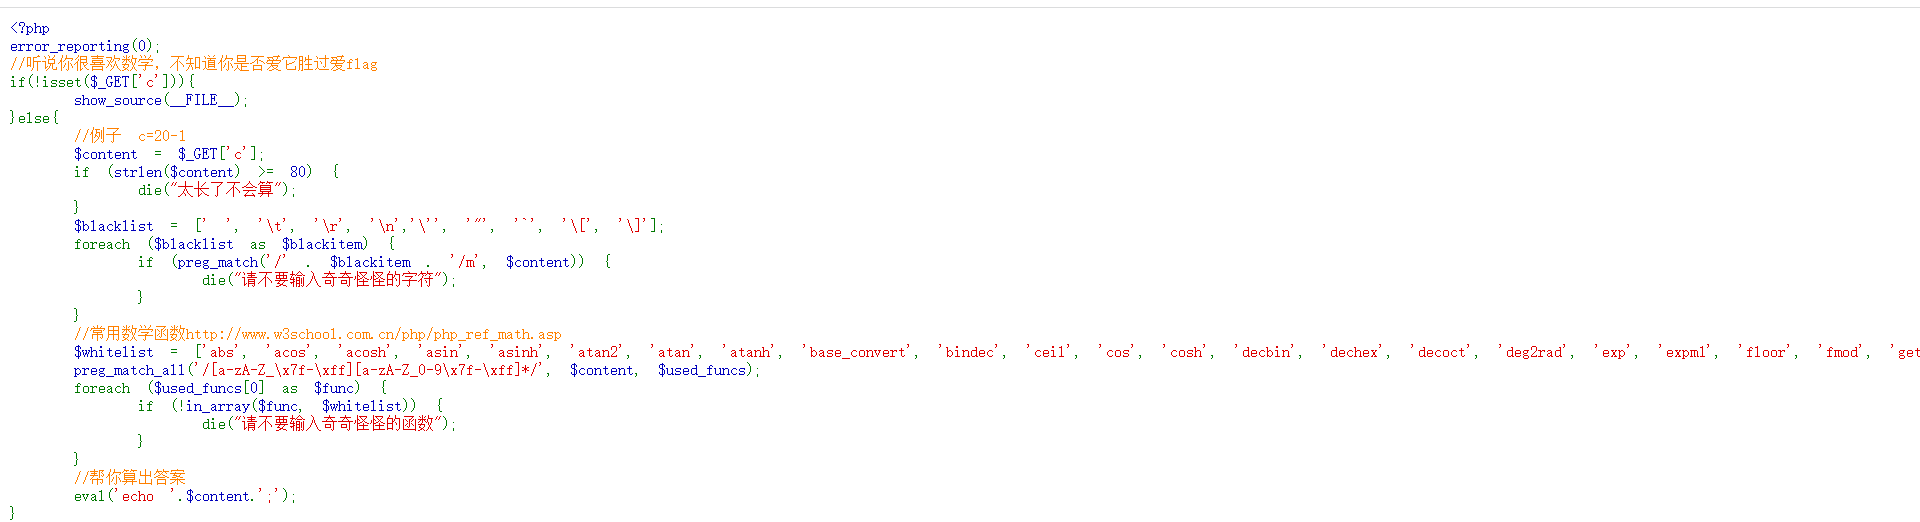 <?php
error_reporting(0);
//听说你很喜欢数学，不知道你是否爱它胜过爱flag
if(!isset($_GET['c'])){
show_source(__FILE__);
}else{
//例子 c=20-1
$content = $_GET['c'];
if (strlen($content) >= 80) {
die("太长了不会算");
}
$blacklist = [' ', '\t', '\r', '\n','\'', '"', '`', '\[', '\]'];
foreach ($blacklist as $blackitem) {
if (preg_match('/' . $blackitem . '/m', $content)) {
die("请不要输入奇奇怪怪的字符");
}
}
//常用数学函数http://www.w3school.com.cn/php/php_ref_math.asp
$whitelist = ['abs', 'acos', 'acosh', 'asin', 'asinh', 'atan2', 'atan', 'atanh', 'base_convert', 'bindec', 'ceil', 'cos', 'cosh', 'decbin', 'dechex', 'decoct', 'deg2rad', 'exp', 'expm1', 'floor', 'fmod', 'get
preg_match_all('/[a-zA-Z_\x7f-\xff][a-zA-Z_0-9\x7f-\xff]*/', $content, $used_funcs);
foreach ($used_funcs[0] as $func) {
if (!in_array($func, $whitelist)) {
die("请不要输入奇奇怪怪的函数");
}
}
//帮你算出答案
eval('echo '.$content.';');
}